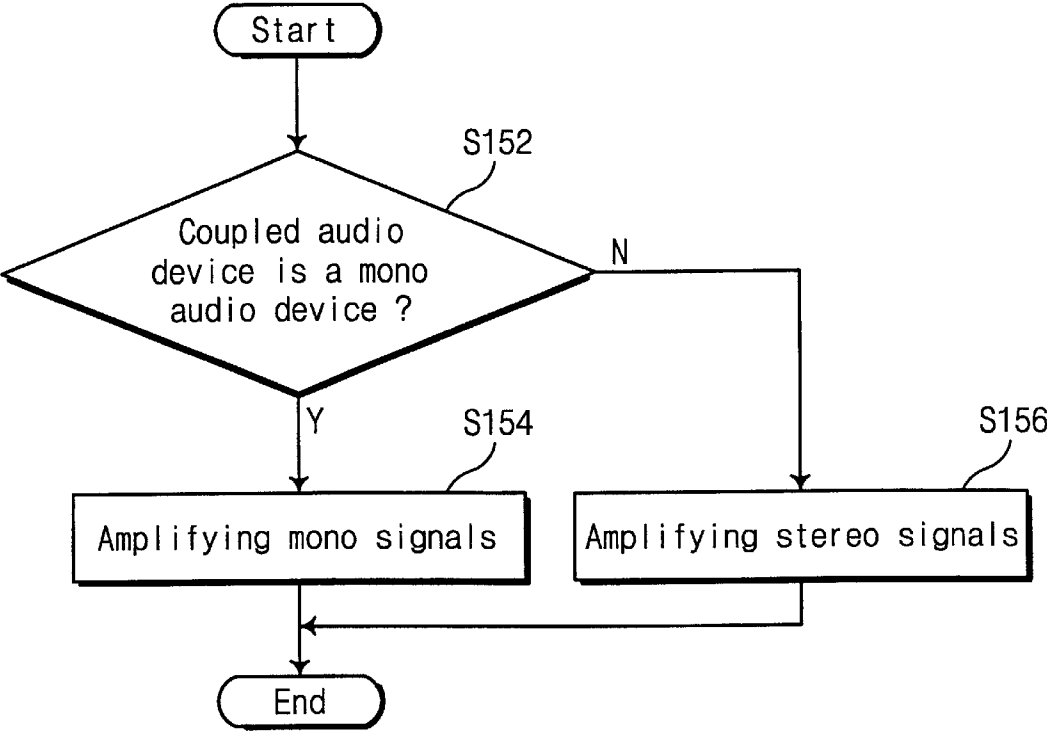 Start
S152
Coupled audio
device is a mono
audio device ?
N
Y
S154
S156
Amplifying mono signals
Amplifying stereo signals
End